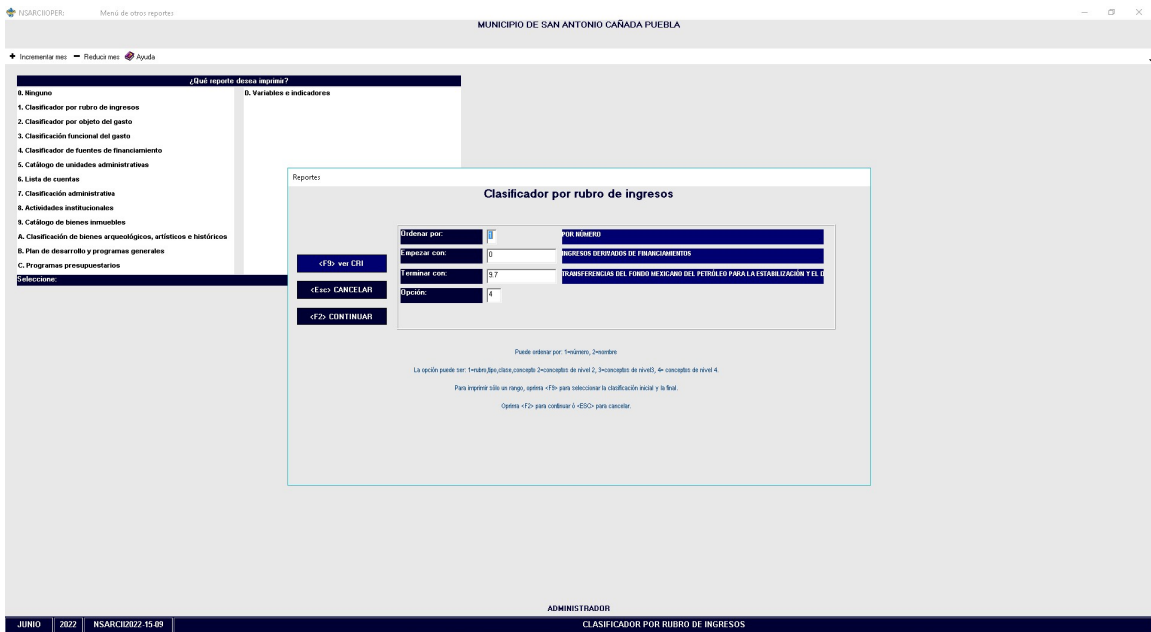 NSARCIIOPER: Menú de otros reportes
MUNICIPIO DE SAN ANTONIO CAÑADA PUEBLA
Incrementar mes Reducir mes Ayuda
¿Qué reporte desea imprimir?
0. Ninguno
1. Clasificador por rubro de ingresos
2. Clasificador por objeto del gasto
3. Clasificación funcional del gasto
4. Clasificador de fuentes de financiamiento
5. Catálogo de unidades administrativas
6. Lista de cuentas
7. Clasificación administrativa
8. Actividades institucionales
9. Catálogo de bienes inmuebles
A. Clasificación de bienes arqueológicos, artísticos e históricos
B. Plan de desarrollo y programas generales
C. Programas presupuestarios
D. Variables e indicadores
Seleccione:
Reportes
Clasificador por rubro de ingresos
<F9> ver CRI
<Esc> CANCELAR
<F2> CONTINUAR
Ordenar por: 1 POR NÚMERO
Empezar con: 0 INGRESOS DERIVADOS DE FINANCIAMIENTOS
Terminar con: 9.7 TRANSFERENCIAS DEL FONDO MEXICANO DEL PETRÓLEO PARA LA ESTABILIZACIÓN Y EL D
Opción: 4
Puede ordenar por: 1=número, 2=nombre
La opción puede ser: 1=rubro,tipo,clase,concepto 2=conceptos de nivel 2, 3=conceptos de nivel3, 4= conceptos de nivel 4.
Para imprimir sólo un rango, oprima <F9> para seleccionar la clasificación inicial y la final.
Oprima <F2> para continuar ó <ESC> para cancelar.
ADMINISTRADOR
JUNIO 2022 NSARCII2022-15-09 CLASIFICADOR POR RUBRO DE INGRESOS